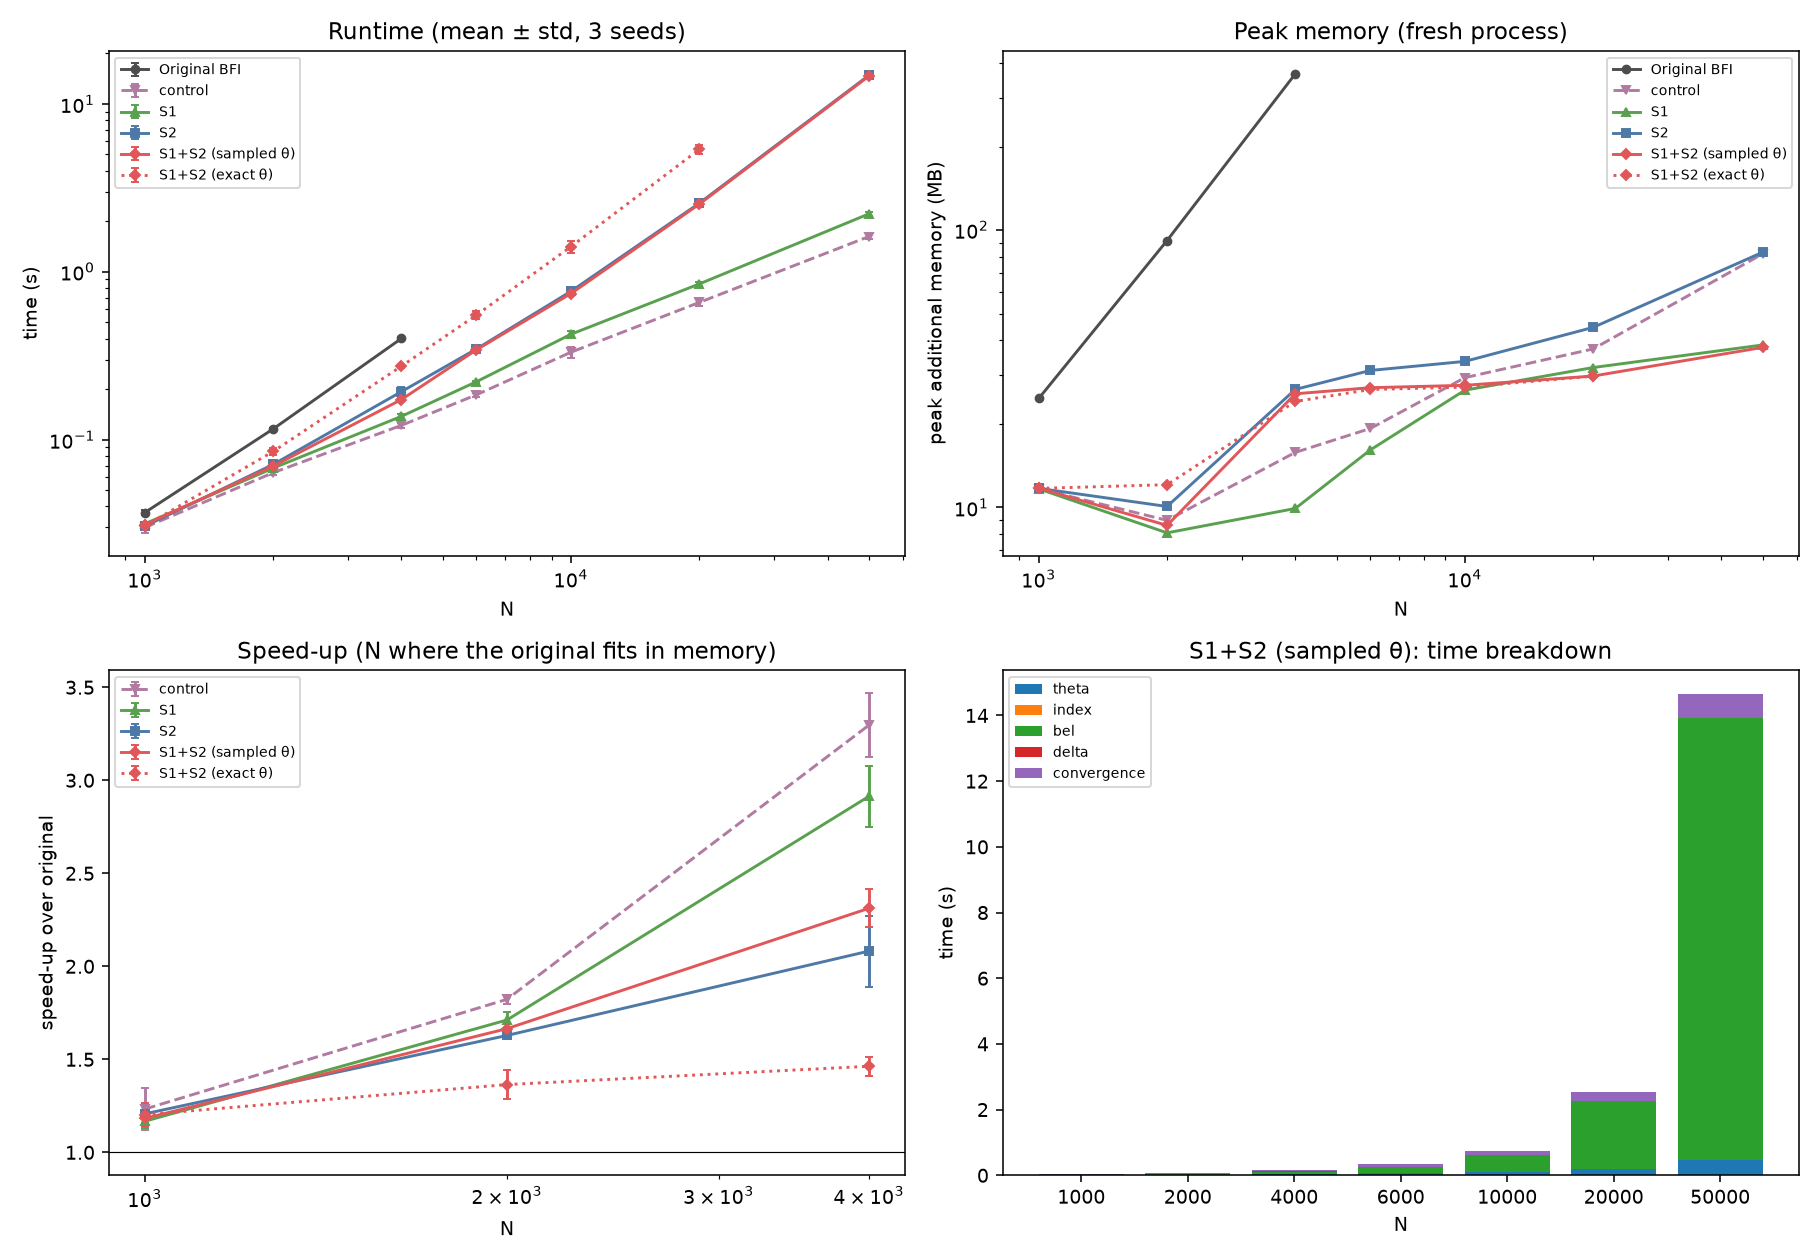 Runtime (mean ± std, 3 seeds)
Original BFI
control
S1
S2
S1+S2 (sampled θ)
S1+S2 (exact θ)
time (s)
10¹
10⁰
10⁻¹
10³
10⁴
N
Peak memory (fresh process)
Original BFI
control
S1
S2
S1+S2 (sampled θ)
S1+S2 (exact θ)
peak additional memory (MB)
10²
10¹
10³
10⁴
N
Speed-up (N where the original fits in memory)
control
S1
S2
S1+S2 (sampled θ)
S1+S2 (exact θ)
speed-up over original
3.5
3.0
2.5
2.0
1.5
1.0
10³
2 × 10³
3 × 10³
4 × 10³
N
S1+S2 (sampled θ): time breakdown
theta
index
bel
delta
convergence
time (s)
14
12
10
8
6
4
2
0
1000
2000
4000
6000
10000
20000
50000
N